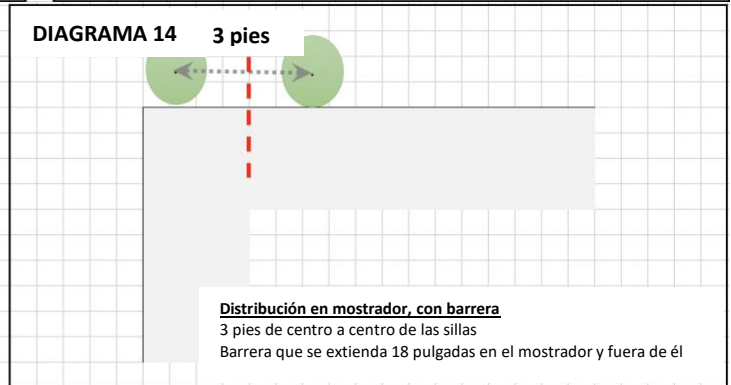 DIAGRAMA 14 3 pies
Distribución en mostrador, con barrera
3 pies de centro a centro de las sillas
Barrera que se extienda 18 pulgadas en el mostrador y fuera de él